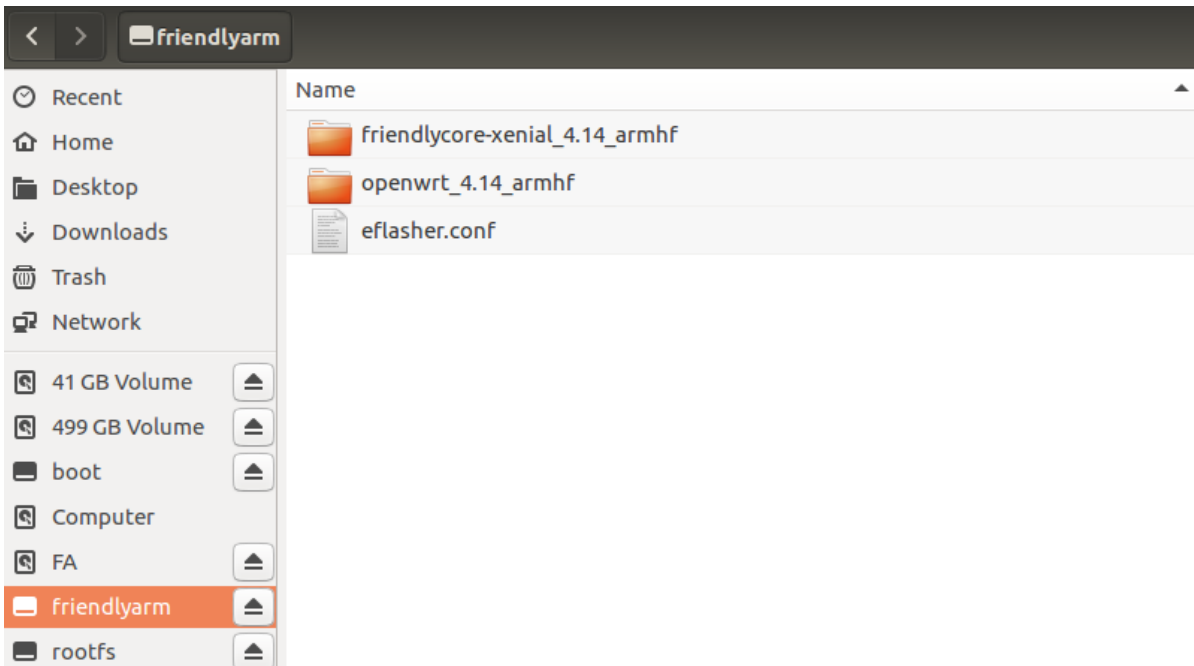 friendlyarm
Recent
Home
Desktop
Downloads
Trash
Network
41 GB Volume
499 GB Volume
boot
Computer
FA
friendlyarm
rootfs
Name
friendlycore-xenial_4.14_armhf
openwrt_4.14_armhf
eflasher.conf